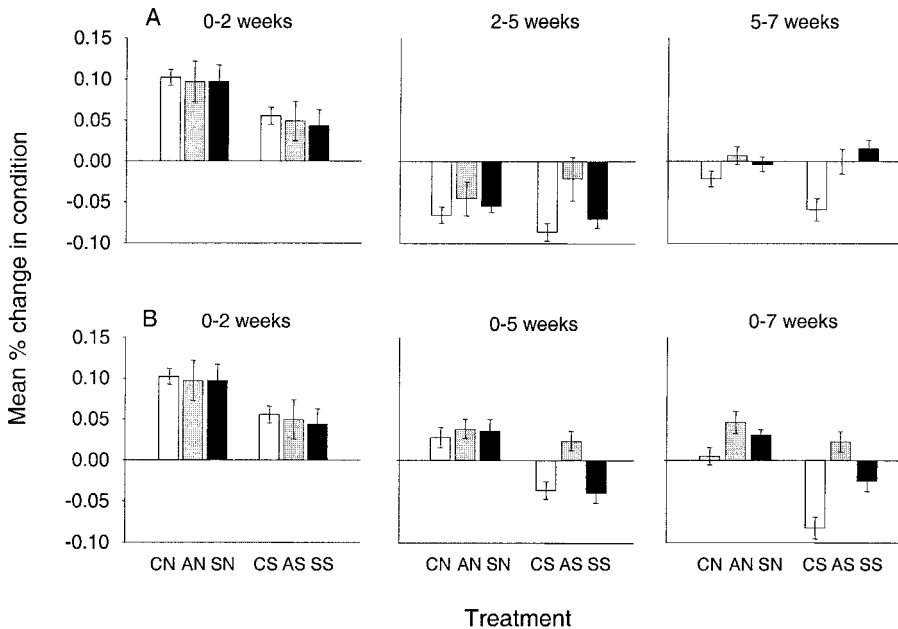 A 0-2 weeks 2-5 weeks 5-7 weeks
0.15
0.10
0.05
0.00
-0.05
-0.10
Mean % change in condition
B 0-2 weeks 0-5 weeks 0-7 weeks
0.15
0.10
0.05
0.00
-0.05
-0.10
CN AN SN CS AS SS CN AN SN CS AS SS CN AN SN CS AS SS
Treatment